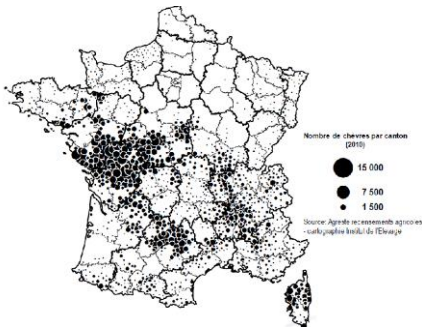 Nombre de chèvres par canton
(2010)
15 000
7 500
1 500
Source: Agreste recensements agricoles
- cartographie Institut de l'Elevage